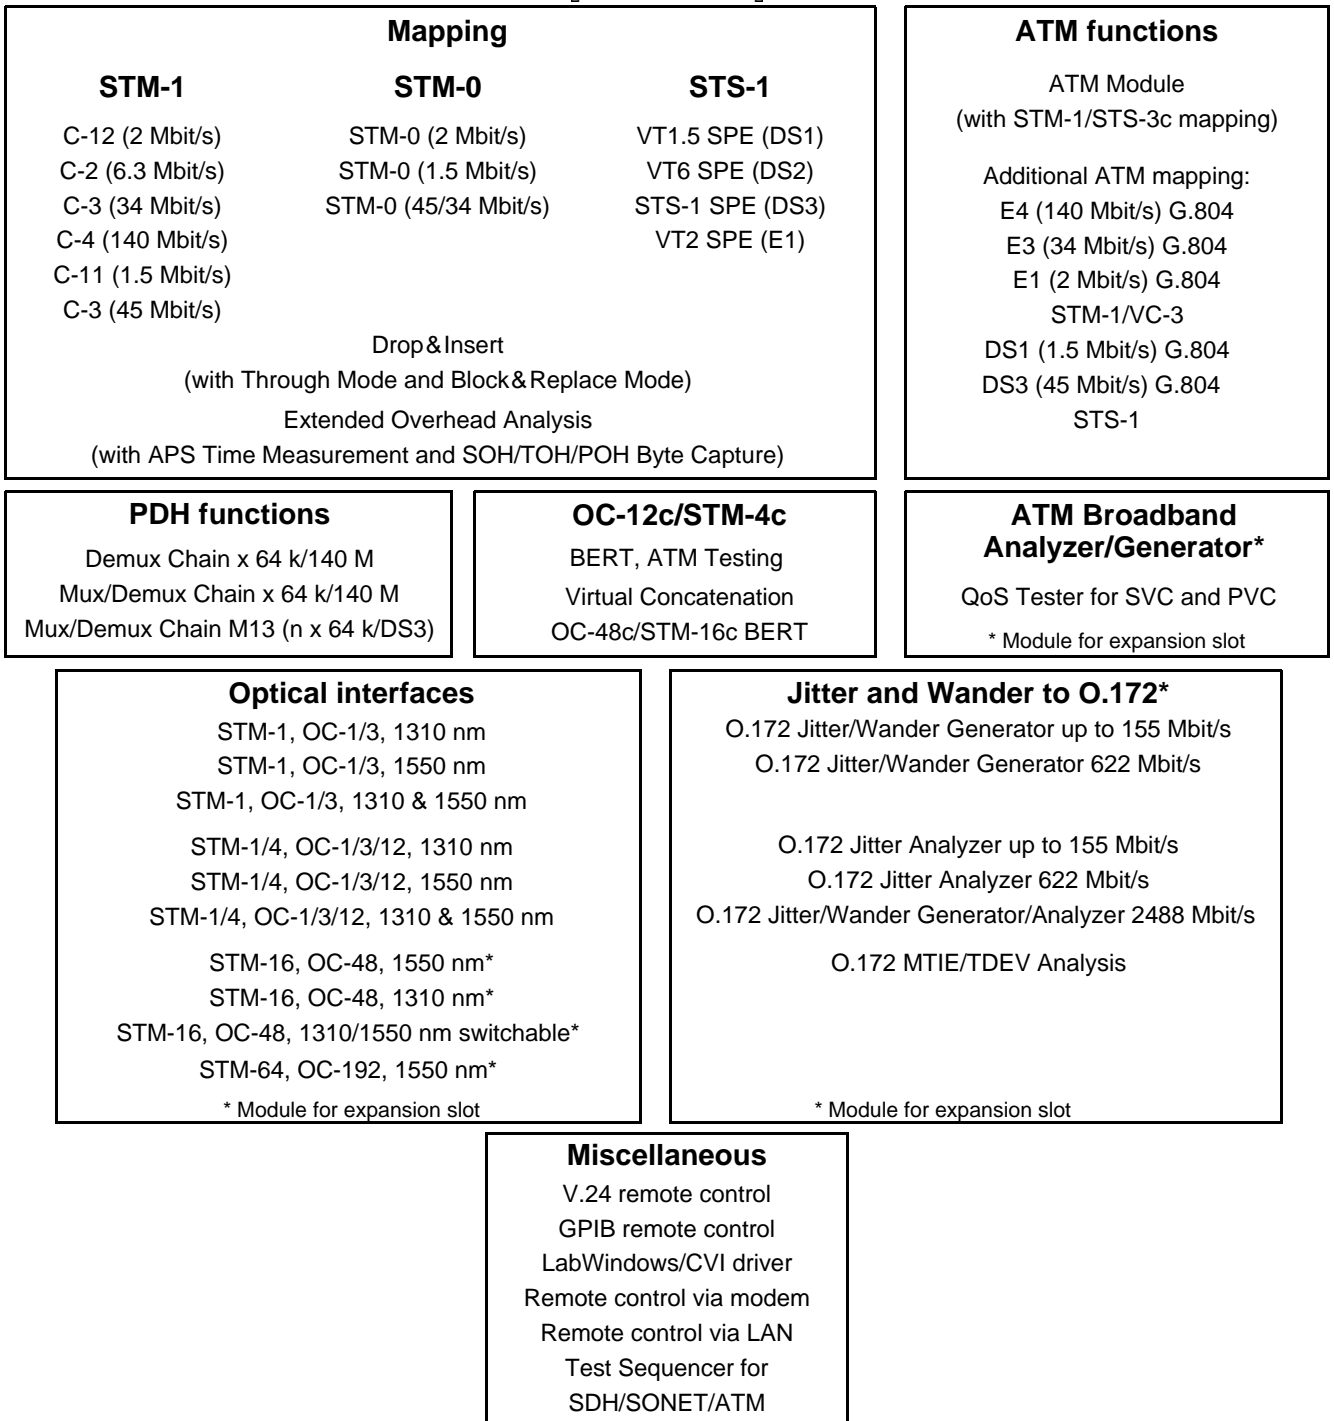 Mapping
STM-1
C-12 (2 Mbit/s)
C-2 (6.3 Mbit/s)
C-3 (34 Mbit/s)
C-4 (140 Mbit/s)
C-11 (1.5 Mbit/s)
C-3 (45 Mbit/s)
STM-0
STM-0 (2 Mbit/s)
STM-0 (1.5 Mbit/s)
STM-0 (45/34 Mbit/s)
STS-1
VT1.5 SPE (DS1)
VT6 SPE (DS2)
STS-1 SPE (DS3)
VT2 SPE (E1)
Drop&Insert
(with Through Mode and Block&Replace Mode)
Extended Overhead Analysis
(with APS Time Measurement and SOH/TOH/POH Byte Capture)
ATM functions
ATM Module
(with STM-1/STS-3c mapping)
Additional ATM mapping:
E4 (140 Mbit/s) G.804
E3 (34 Mbit/s) G.804
E1 (2 Mbit/s) G.804
STM-1/VC-3
DS1 (1.5 Mbit/s) G.804
DS3 (45 Mbit/s) G.804
STS-1
PDH functions
Demux Chain x 64 k/140 M
Mux/Demux Chain x 64 k/140 M
Mux/Demux Chain M13 (n x 64 k/DS3)
OC-12c/STM-4c
BERT, ATM Testing
Virtual Concatenation
OC-48c/STM-16c BERT
ATM Broadband
Analyzer/Generator*
QoS Tester for SVC and PVC
* Module for expansion slot
Optical interfaces
STM-1, OC-1/3, 1310 nm
STM-1, OC-1/3, 1550 nm
STM-1, OC-1/3, 1310 & 1550 nm
STM-1/4, OC-1/3/12, 1310 nm
STM-1/4, OC-1/3/12, 1550 nm
STM-1/4, OC-1/3/12, 1310 & 1550 nm
STM-16, OC-48, 1550 nm*
STM-16, OC-48, 1310 nm*
STM-16, OC-48, 1310/1550 nm switchable*
STM-64, OC-192, 1550 nm*
* Module for expansion slot
Jitter and Wander to O.172*
O.172 Jitter/Wander Generator up to 155 Mbit/s
O.172 Jitter/Wander Generator 622 Mbit/s
O.172 Jitter Analyzer up to 155 Mbit/s
O.172 Jitter Analyzer 622 Mbit/s
O.172 Jitter/Wander Generator/Analyzer 2488 Mbit/s
O.172 MTIE/TDEV Analysis
* Module for expansion slot
Miscellaneous
V.24 remote control
GPIB remote control
LabWindows/CVI driver
Remote control via modem
Remote control via LAN
Test Sequencer for
SDH/SONET/ATM